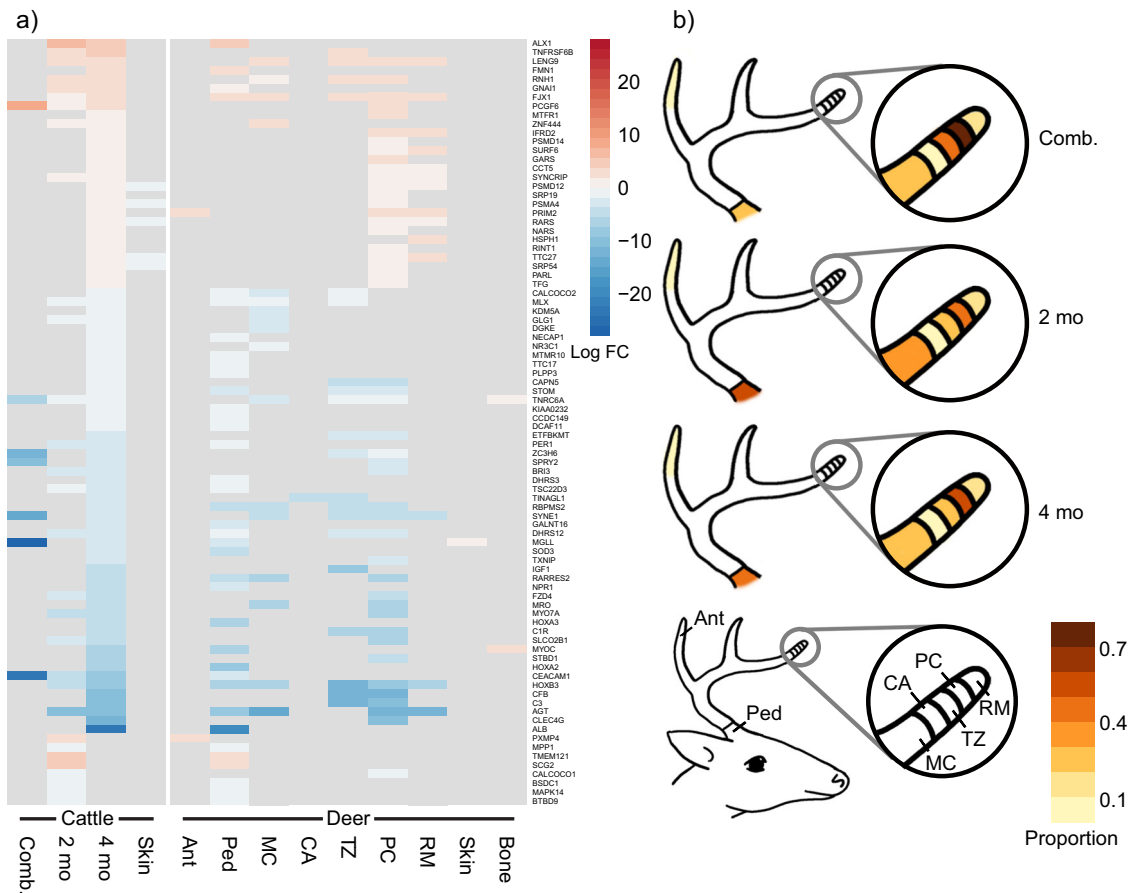 a)
ALX1
TNFRSF6B
LENG9
FMN1
RNH1
GNAI1
FJX1
PCGF6
MTFR1
ZNF444
IFRD2
PSMD14
SURF6
GARS
CCT5
SYNCRIP
PSMD12
SRP19
PSMA4
PRIM2
RARS
NARS
HSPH1
RINT1
TTC27
SRP54
PARL
TFG
CALCOCO2
MLX
KDM5A
GLG1
DGKE
NECAP1
NR3C1
MTMR10
TTC17
PLPP3
CAPN5
STOM
TNRC6A
KIAA0232
CCDC149
DCAF11
ETFBKMT
PER1
ZC3H6
SPRY2
BRI3
DHRS3
TSC22D3
TINAGL1
RBPMS2
SYNE1
GALNT16
DHRS12
MGLL
SOD3
TXNIP
IGF1
RARRES2
NPR1
FZD4
MRO
MYO7A
HOXA3
C1R
SLCO2B1
MYOC
STBD1
HOXA2
CEACAM1
HOXB3
CFB
C3
AGT
CLEC4G
ALB
PXMP4
MPP1
TMEM121
SCG2
CALCOCO1
BSDC1
MAPK14
BTBD9
20
10
0
−10
−20
Log FC
Cattle
Deer
Comb.
2 mo
4 mo
Skin
Ant
Ped
MC
CA
TZ
PC
RM
Skin
Bone
b)
Comb.
2 mo
4 mo
Ant
Ped
PC
CA
RM
TZ
MC
0.7
0.4
0.1
Proportion